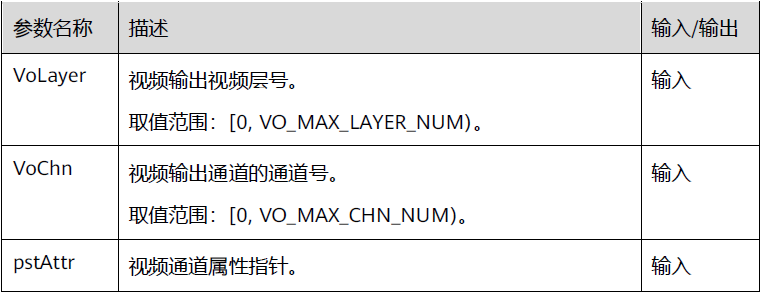 参数名称 描述 输入/输出
VoLayer 视频输出视频层号。 输入
取值范围：[0, VO_MAX_LAYER_NUM)。
VoChn 视频输出通道的通道号。 输入
取值范围：[0, VO_MAX_CHN_NUM)。
pstAttr 视频通道属性指针。 输入